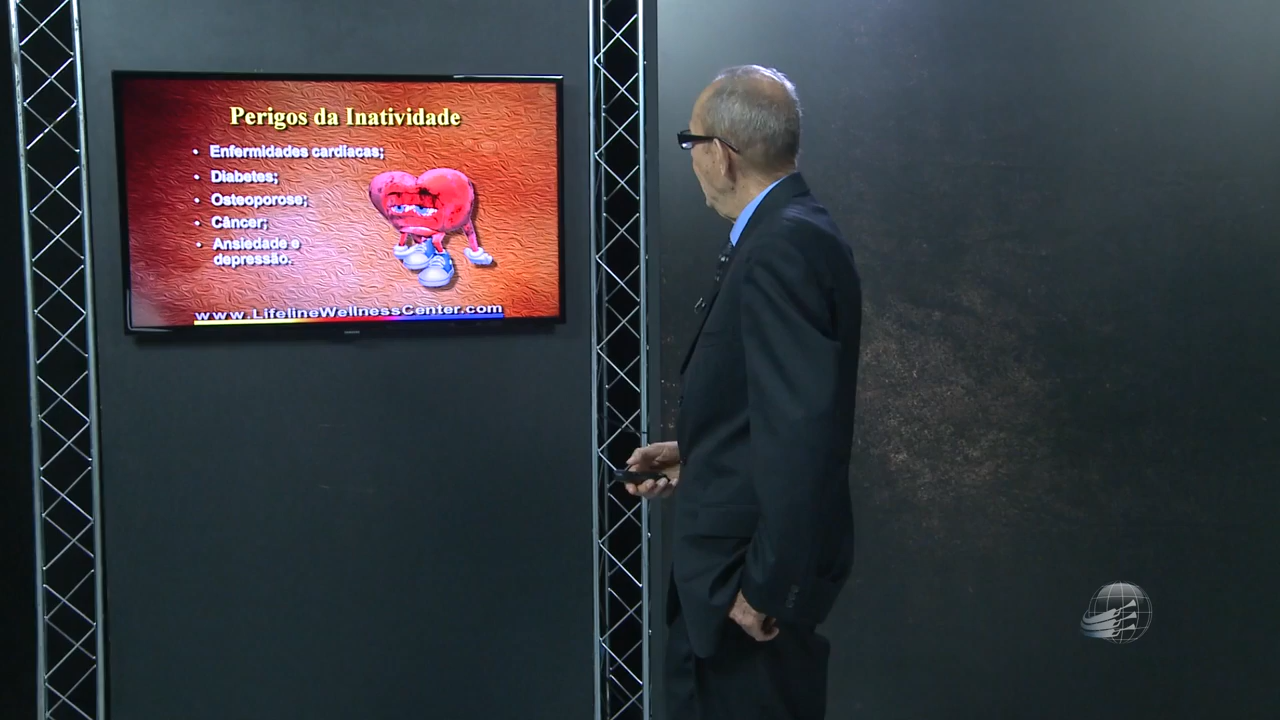 Perigos da Inatividade
• Enfermidades cardíacas;
• Diabetes;
• Osteoporose;
• Câncer;
• Ansiedade e
depressão.
www.LifelineWellnessCenter.com